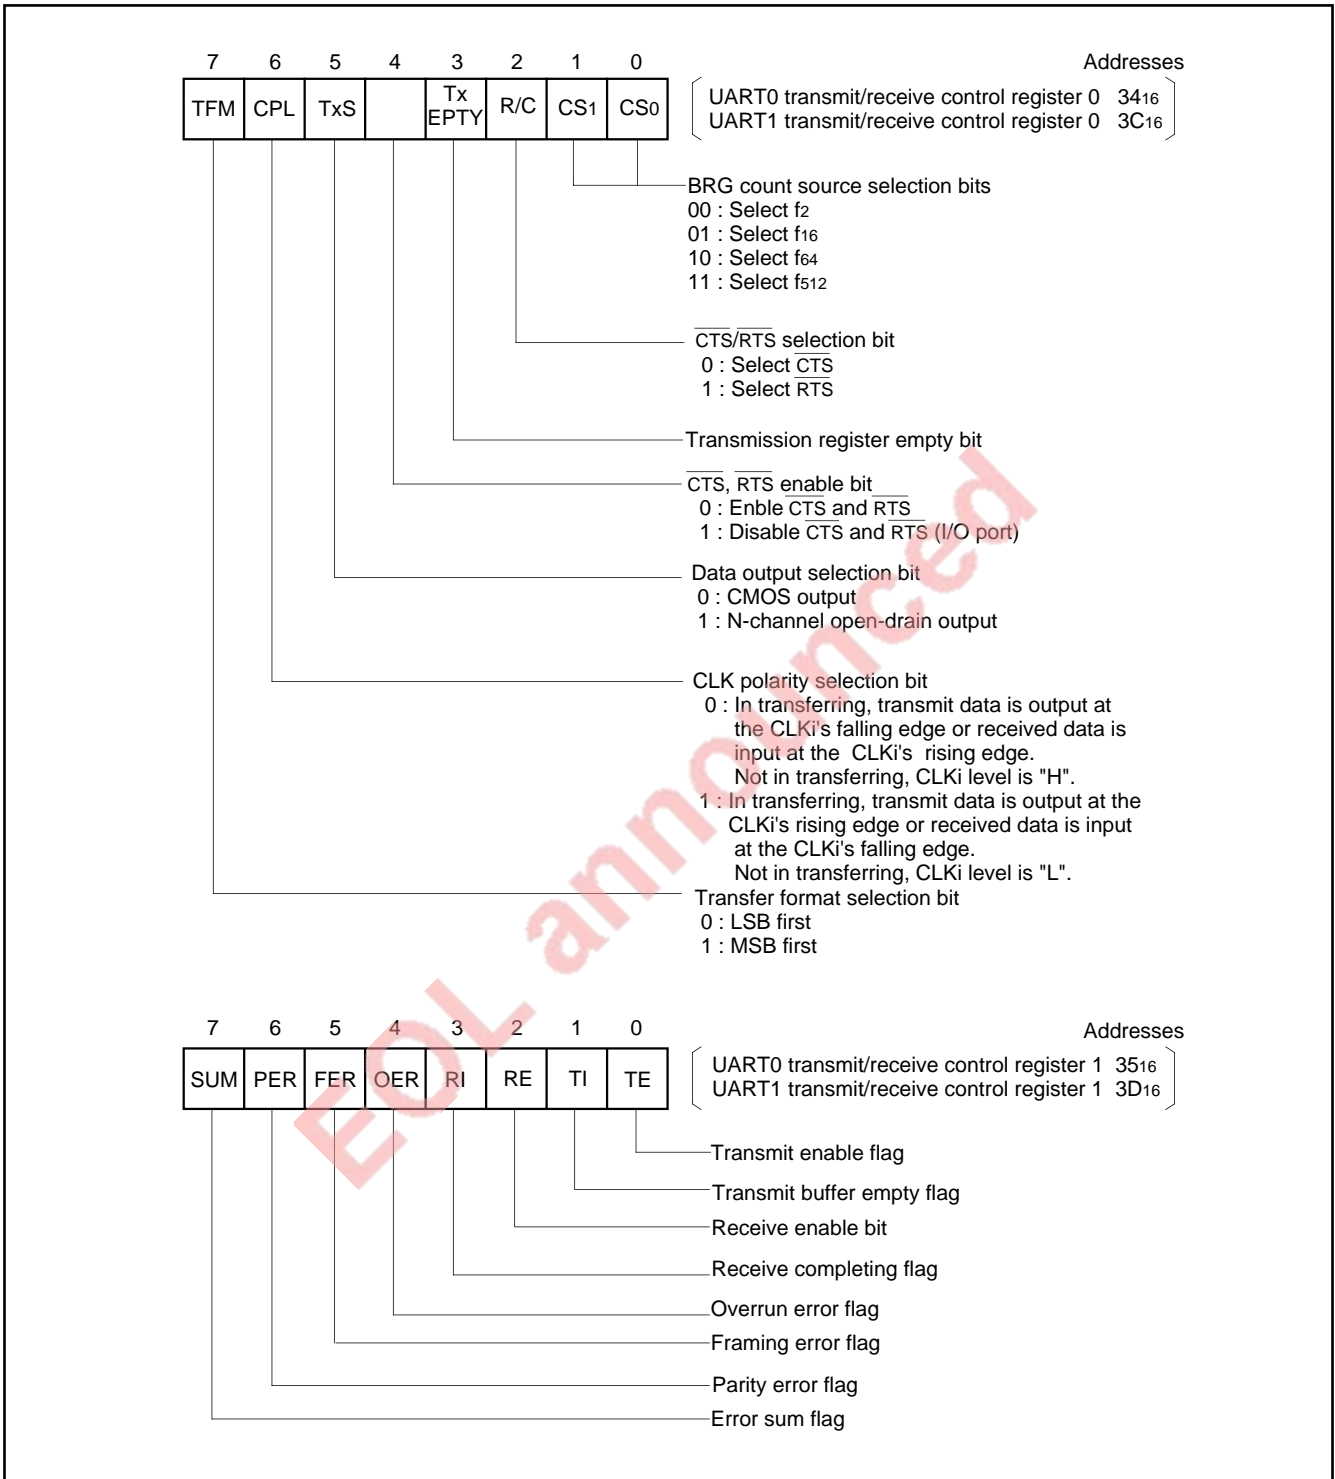 7 6 5 4 3 2 1 0 Addresses
TFM CPL TxS Tx EPTY R/C CS1 CS0
UART0 transmit/receive control register 0 3416
UART1 transmit/receive control register 0 3C16
BRG count source selection bits
00 : Select f2
01 : Select f16
10 : Select f64
11 : Select f512
CTS/RTS selection bit
0 : Select CTS
1 : Select RTS
Transmission register empty bit
CTS, RTS enable bit
0 : Enble CTS and RTS
1 : Disable CTS and RTS (I/O port)
Data output selection bit
0 : CMOS output
1 : N-channel open-drain output
CLK polarity selection bit
0 : In transferring, transmit data is output at
the CLKi's falling edge or received data is
input at the CLKi's rising edge.
Not in transferring, CLKi level is "H".
1 : In transferring, transmit data is output at the
CLKi's rising edge or received data is input
at the CLKi's falling edge.
Not in transferring, CLKi level is "L".
Transfer format selection bit
0 : LSB first
1 : MSB first
EOL announced
7 6 5 4 3 2 1 0 Addresses
SUM PER FER OER RI RE TI TE
UART0 transmit/receive control register 1 3516
UART1 transmit/receive control register 1 3D16
Transmit enable flag
Transmit buffer empty flag
Receive enable bit
Receive completing flag
Overrun error flag
Framing error flag
Parity error flag
Error sum flag